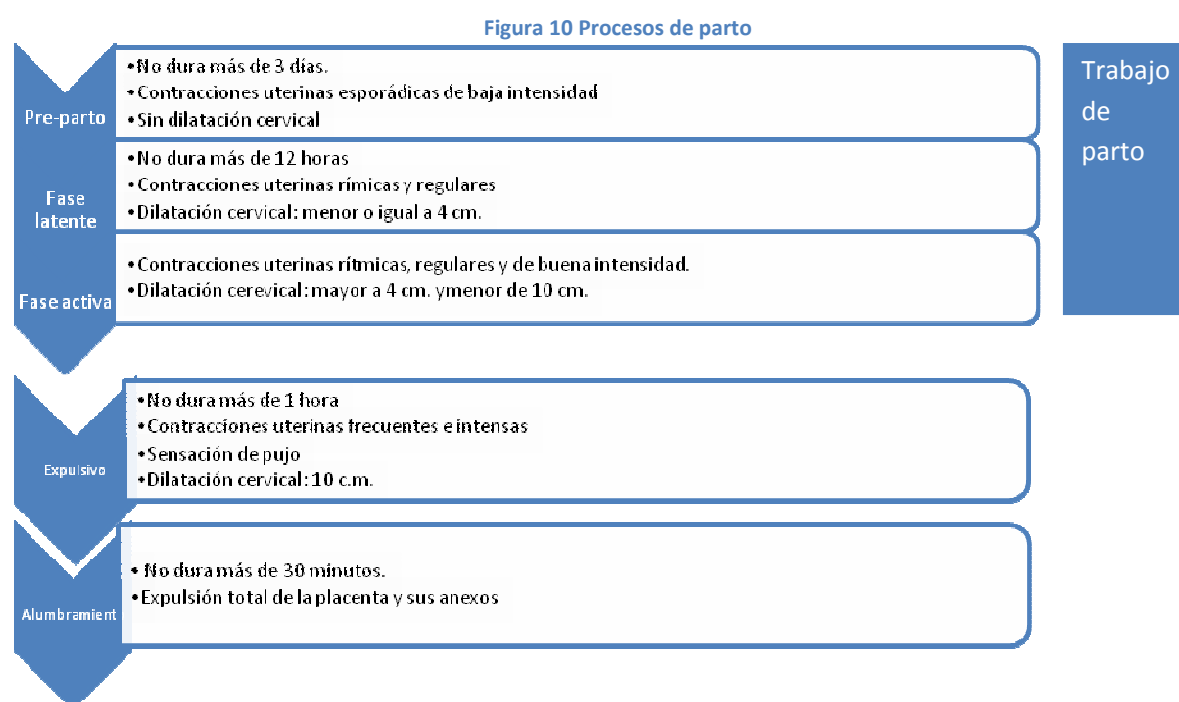 Figura 10 Procesos de parto
Pre-parto
•No dura más de 3 días.
•Contracciones uterinas esporádicas de baja intensidad
•Sin dilatación cervical
Fase
latente
•No dura más de 12 horas
•Contracciones uterinas rímicas y regulares
•Dilatación cervical: menor o igual a 4 cm.
Fase activa
•Contracciones uterinas rítmicas, regulares y de buena intensidad.
•Dilatación cerevical: mayor a 4 cm. ymenor de 10 cm.
Trabajo
de
parto
Expulsivo
•No dura más de 1 hora
•Contracciones uterinas frecuentes e intensas
•Sensación de pujo
•Dilatación cervical: 10 c.m.
Alumbramient
• No dura más de 30 minutos.
•Expulsión total de la placenta y sus anexos